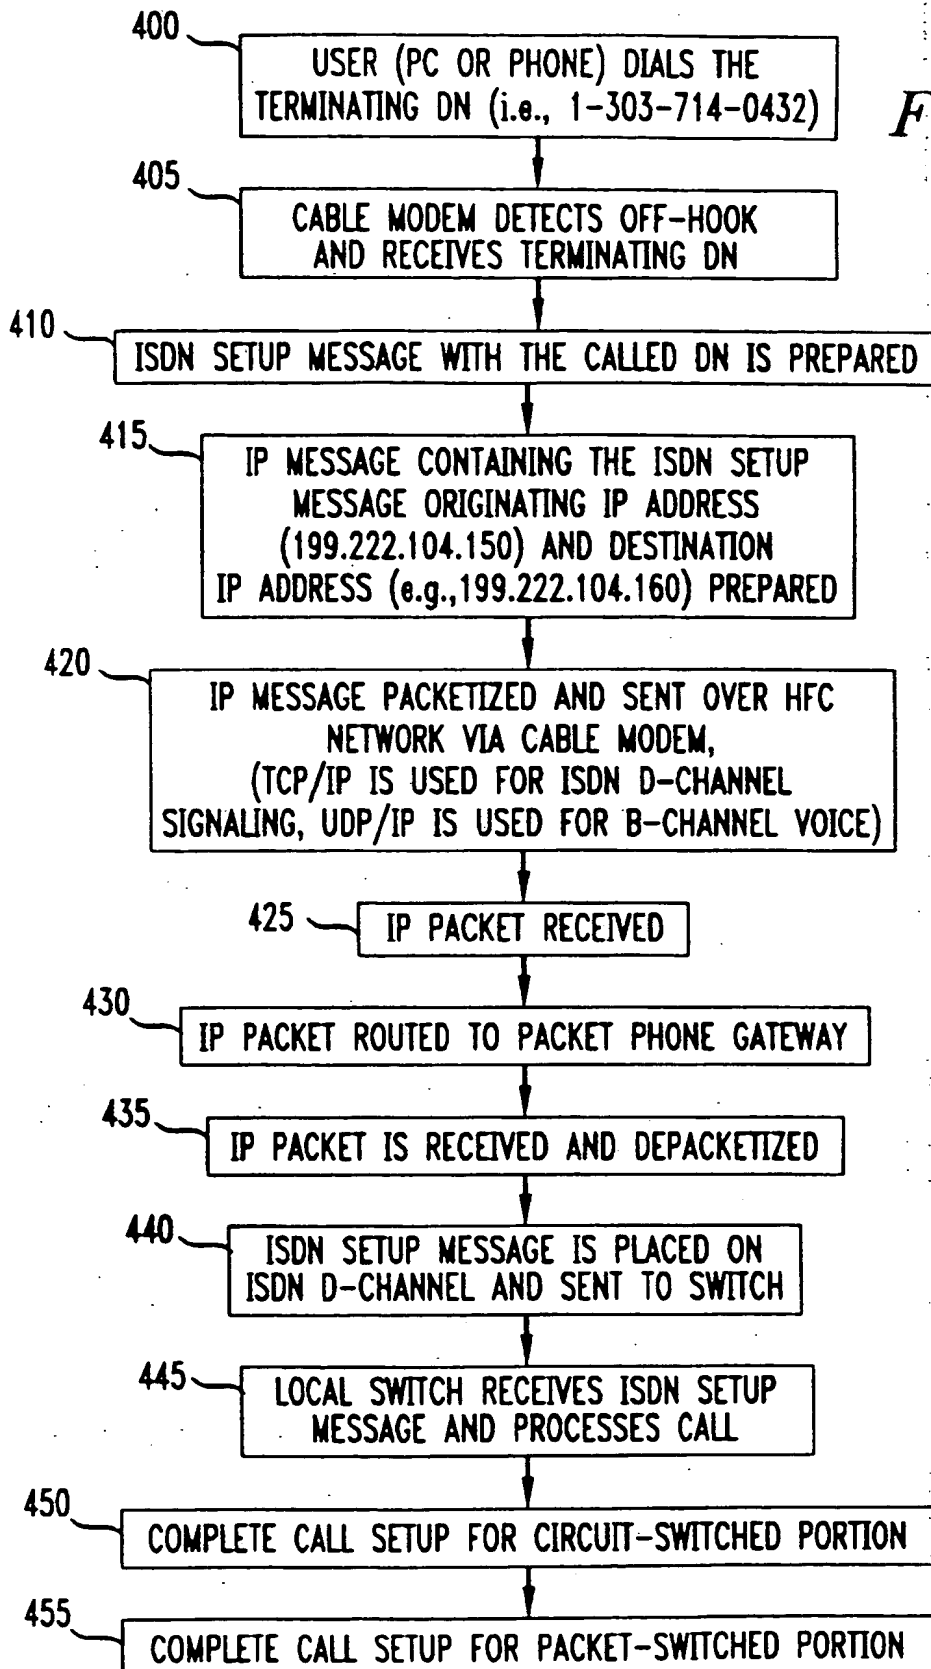 400
USER (PC OR PHONE) DIALS THE
TERMINATING DN (i.e., 1-303-714-0432)
F
405
CABLE MODEM DETECTS OFF-HOOK
AND RECEIVES TERMINATING DN
410
ISDN SETUP MESSAGE WITH THE CALLED DN IS PREPARED
415
IP MESSAGE CONTAINING THE ISDN SETUP
MESSAGE ORIGINATING IP ADDRESS
(199.222.104.150) AND DESTINATION
IP ADDRESS (e.g.,199.222.104.160) PREPARED
420
IP MESSAGE PACKETIZED AND SENT OVER HFC
NETWORK VIA CABLE MODEM,
(TCP/IP IS USED FOR ISDN D-CHANNEL
SIGNALING, UDP/IP IS USED FOR B-CHANNEL VOICE)
425
IP PACKET RECEIVED
430
IP PACKET ROUTED TO PACKET PHONE GATEWAY
435
IP PACKET IS RECEIVED AND DEPACKETIZED
440
ISDN SETUP MESSAGE IS PLACED ON
ISDN D-CHANNEL AND SENT TO SWITCH
445
LOCAL SWITCH RECEIVES ISDN SETUP
MESSAGE AND PROCESSES CALL
450
COMPLETE CALL SETUP FOR CIRCUIT-SWITCHED PORTION
455
COMPLETE CALL SETUP FOR PACKET-SWITCHED PORTION